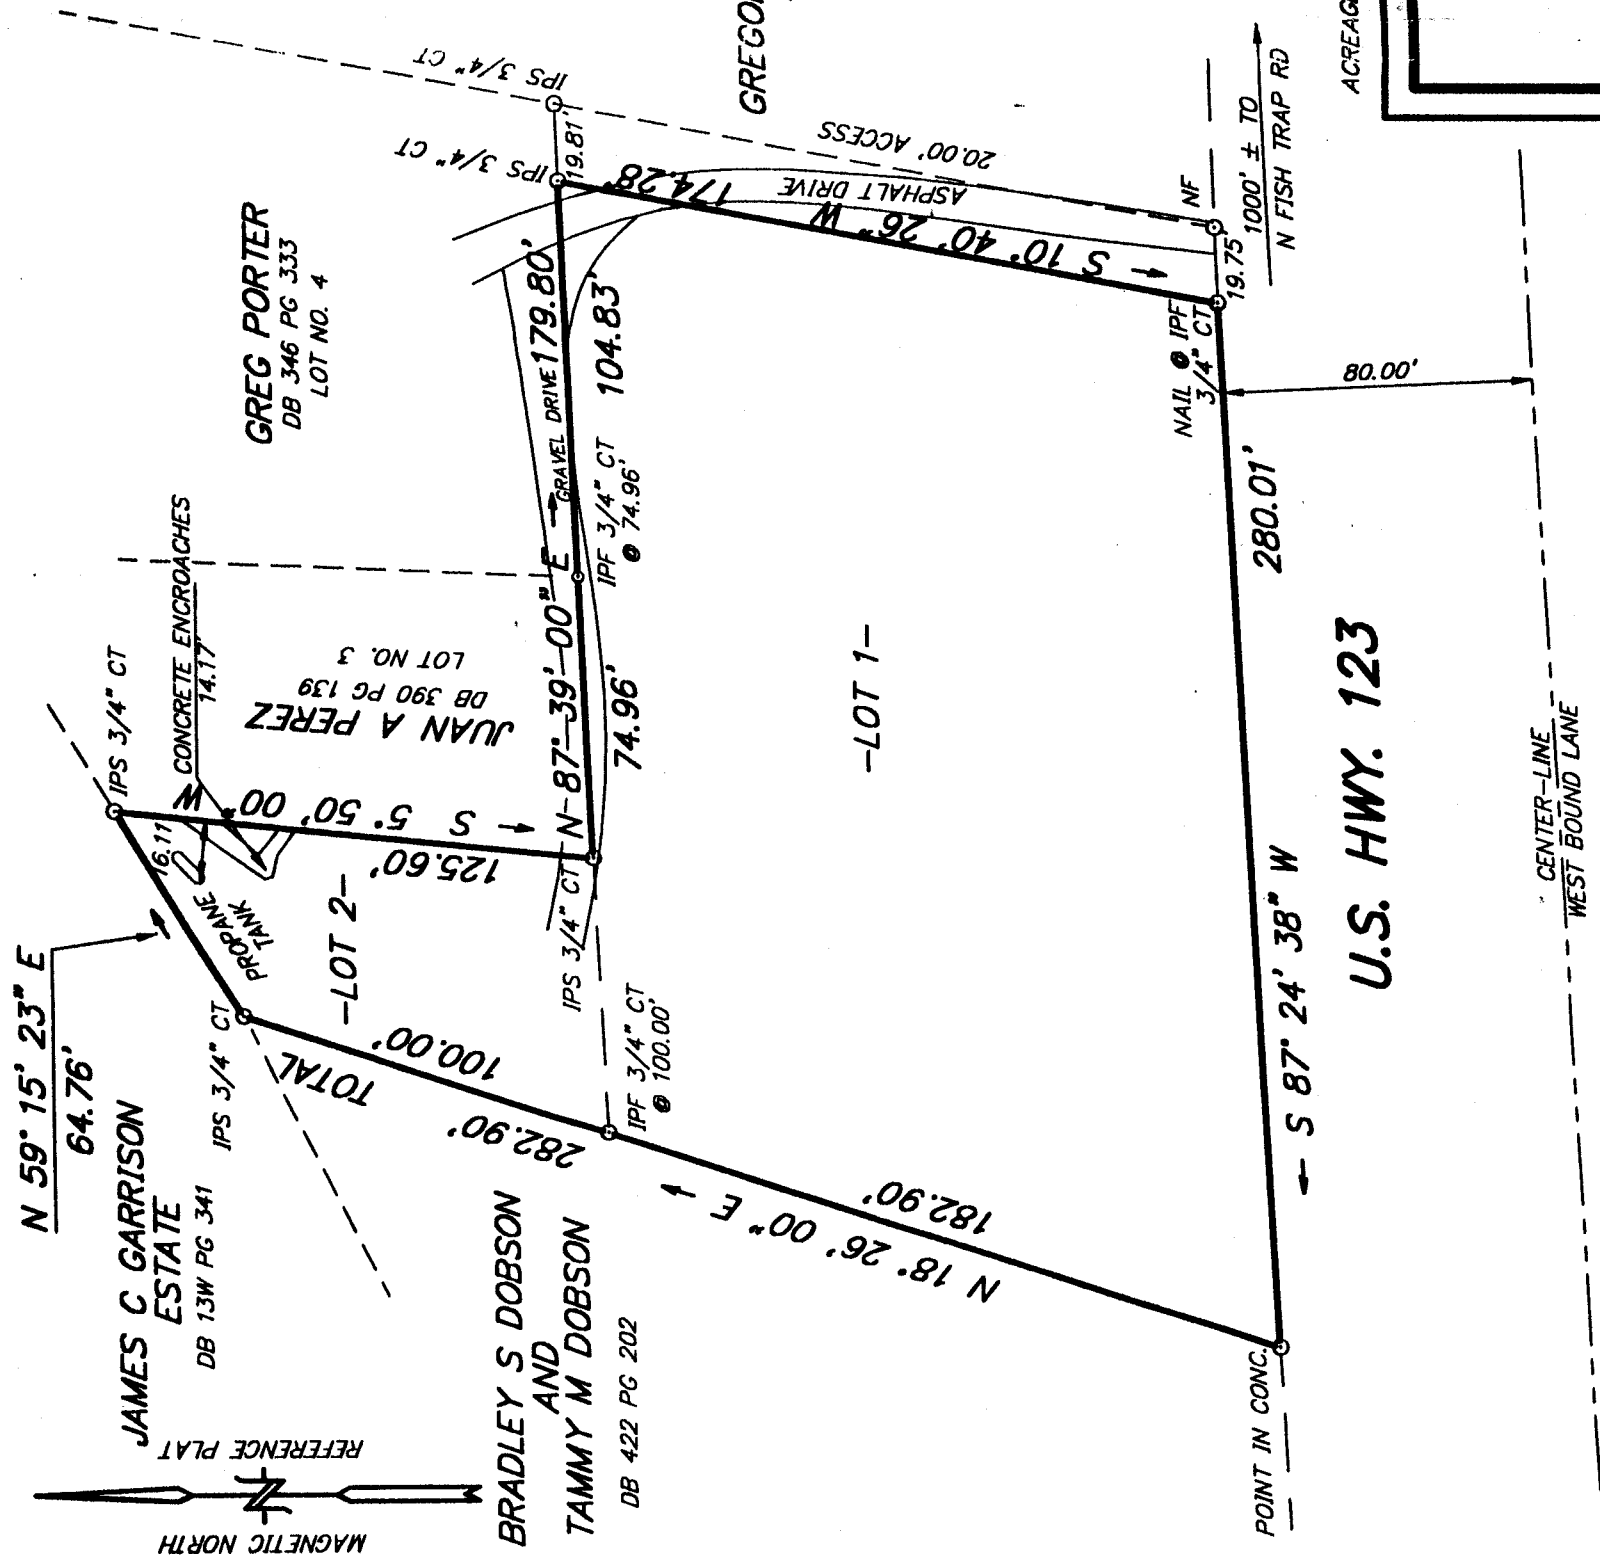 N 59° 15' 23" E
64.76'
JAMES C GARRISON
ESTATE
DB 13W PG 341
IPS 3/4" CT
IPS 3/4" CT
MAGNETIC NORTH
REFERENCE PLAT
BRADLEY S DOBSON
AND
TAMMY M DOBSON
DB 422 PG 202
TOTAL
282.90'
100.00'
N 18° 26' 00" E
182.90'
IPF 3/4" CT
@ 100.00'
-LOT 2-
PROPANE
TANK
16.11
CONCRETE ENCROACHES
14.17'
S 5° 50' 00" W
125.60'
IPS 3/4" CT
JUAN A PEREZ
DB 390 PG 139
LOT NO. 3
GREG PORTER
DB 346 PG 333
LOT NO. 4
N 87° 39' 00" E
179.80'
GRAVEL DRIVE
74.96'
104.83'
IPF 3/4" CT
@ 74.96'
IPS 3/4" CT
19.81'
IPS 3/4" CT
20.00' ACCESS
ASPHALT DRIVE
S 10° 40' 26" W
174.28'
-LOT 1-
NAIL @ IPF
3/4" CT
NF
19.75
1000' ± TO
N FISH TRAP RD
80.00'
280.01'
S 87° 24' 38" W
POINT IN CONC.
U.S. HWY. 123
CENTER-LINE
WEST BOUND LANE